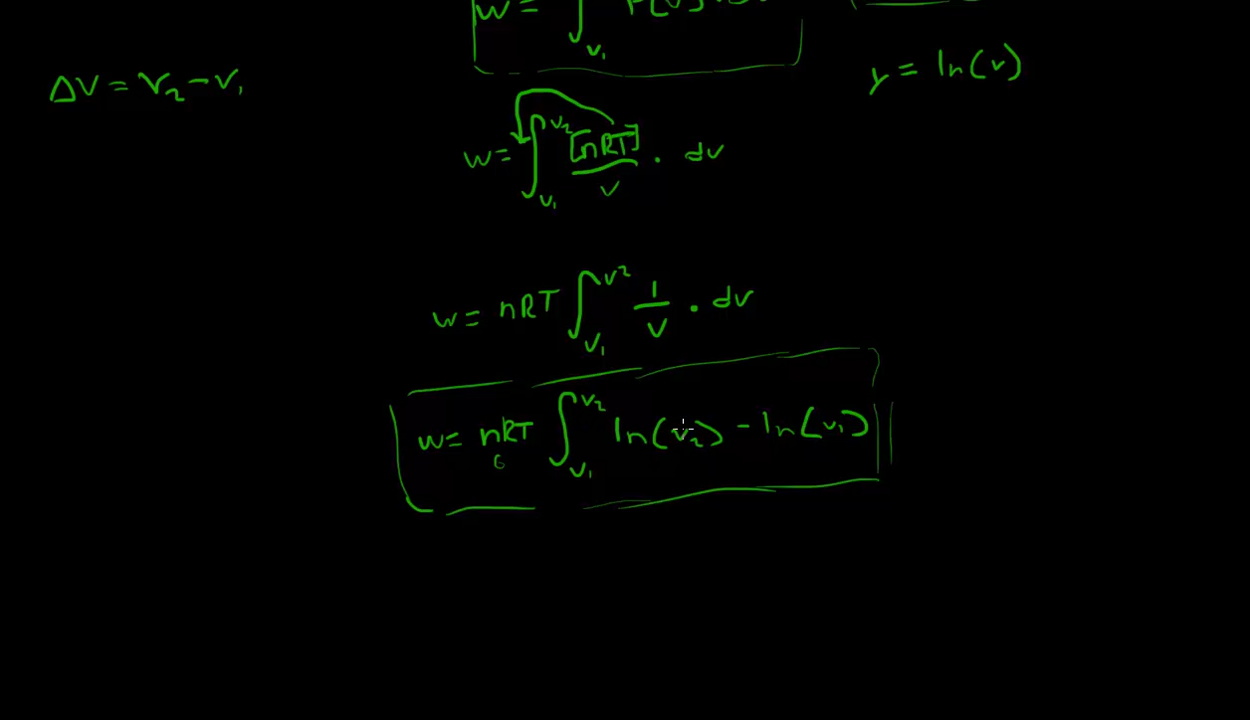 W = ∫ V₁
y = ln(v)
ΔV = V₂ - V₁
W = ∫ V₁ V₂ [nRT] / V · dV
W = nRT ∫ V₁ V² 1 / V · dV
W = nRT ∫ V₁ V₂ ln(V₂) - ln(V₁)